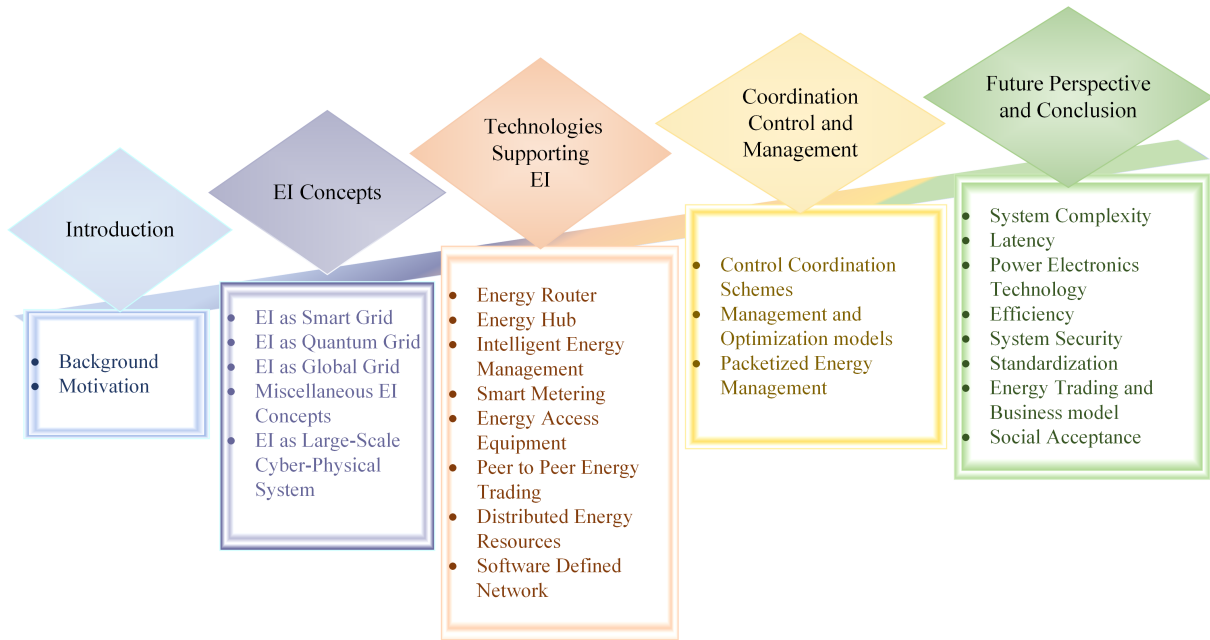 Introduction
• Background
• Motivation
EI Concepts
• EI as Smart Grid
• EI as Quantum Grid
• EI as Global Grid
• Miscellaneous EI
Concepts
• EI as Large-Scale
Cyber-Physical
System
Technologies
Supporting
EI
• Energy Router
• Energy Hub
• Intelligent Energy
Management
• Smart Metering
• Energy Access
Equipment
• Peer to Peer Energy
Trading
• Distributed Energy
Resources
• Software Defined
Network
Coordination
Control and
Management
• Control Coordination
Schemes
• Management and
Optimization models
• Packetized Energy
Management
Future Perspective
and Conclusion
• System Complexity
• Latency
• Power Electronics
Technology
• Efficiency
• System Security
• Standardization
• Energy Trading and
Business model
• Social Acceptance